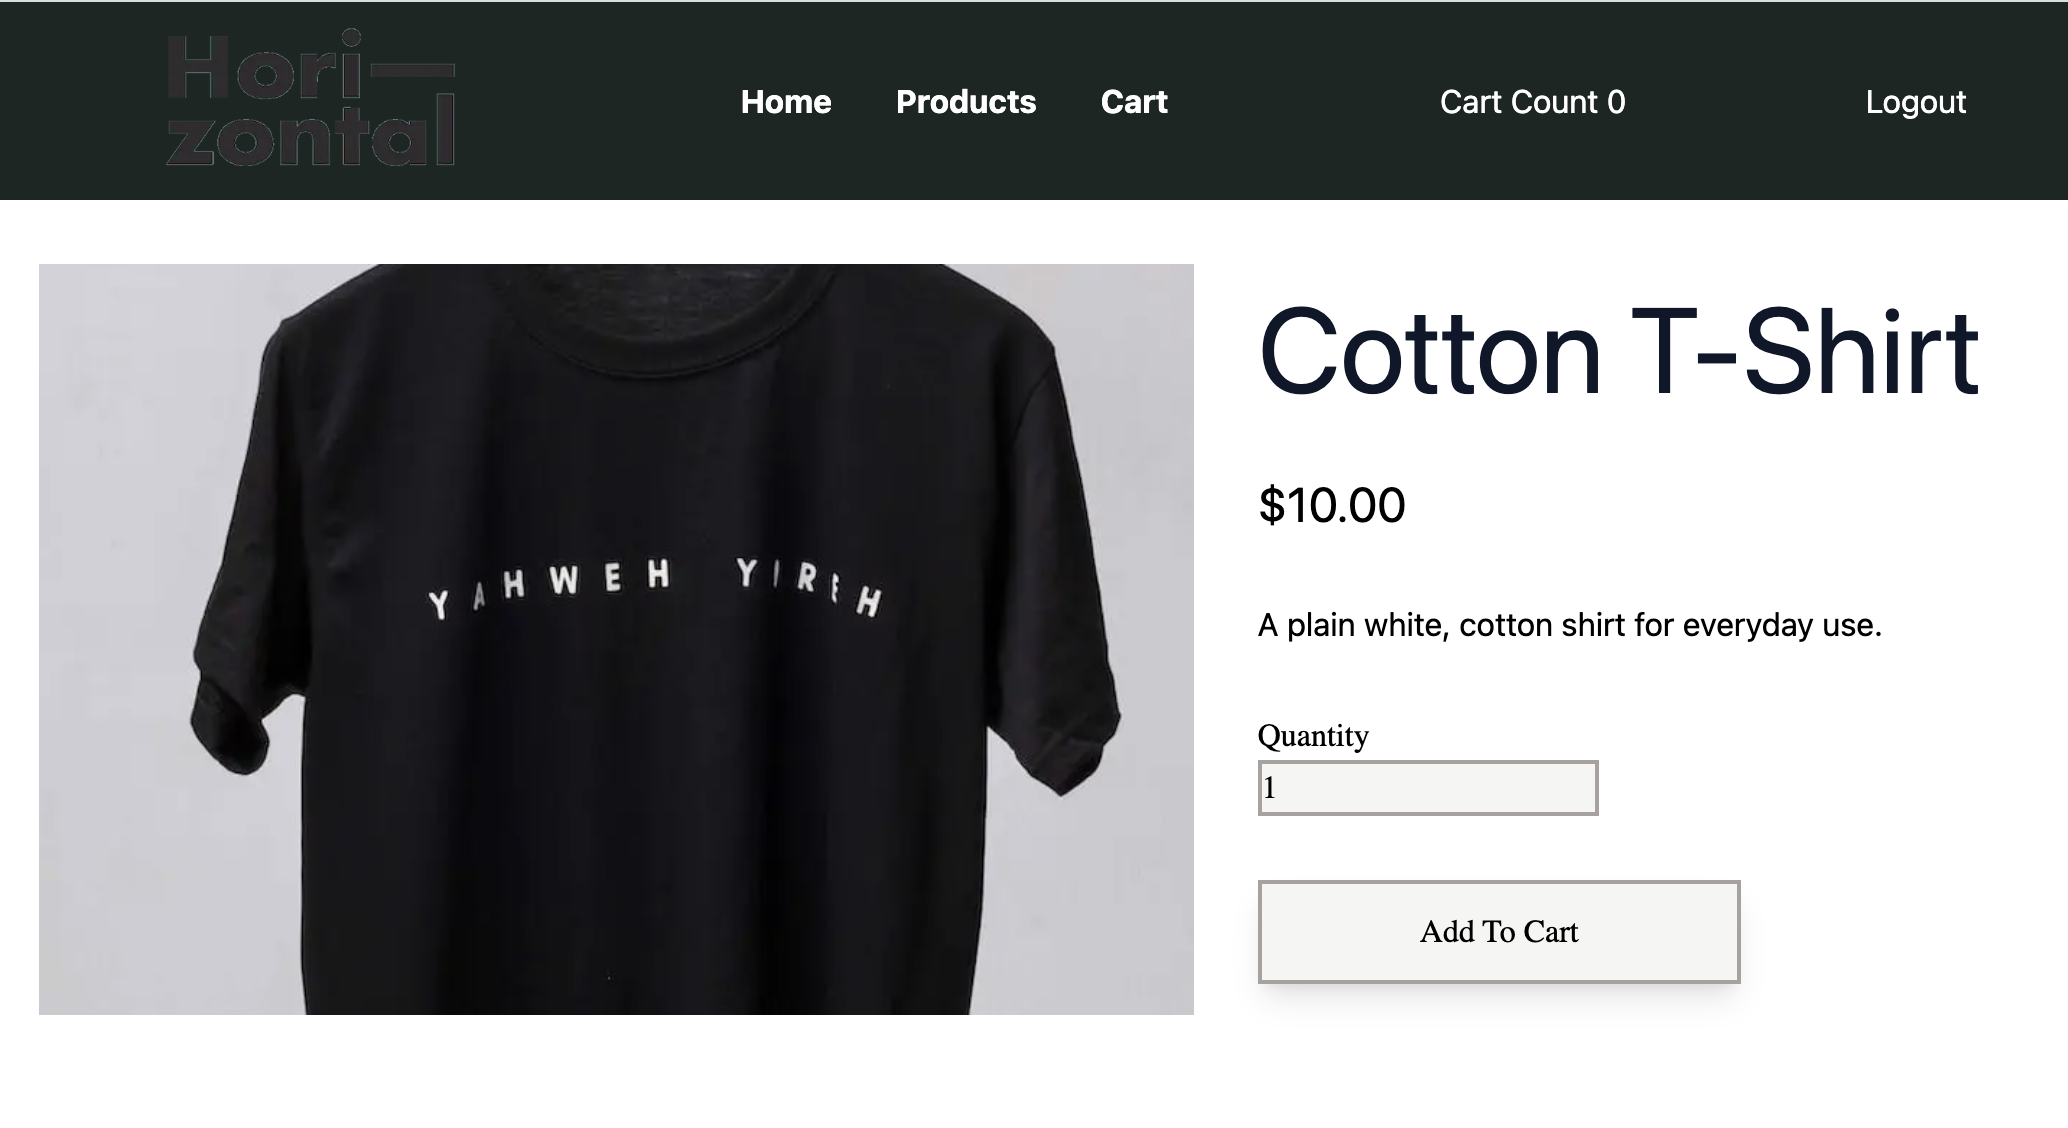 Hori—
zontal
Home Products Cart Cart Count 0 Logout
YAHWEH YIREH
Cotton T-Shirt
$10.00
A plain white, cotton shirt for everyday use.
Quantity
1
Add To Cart